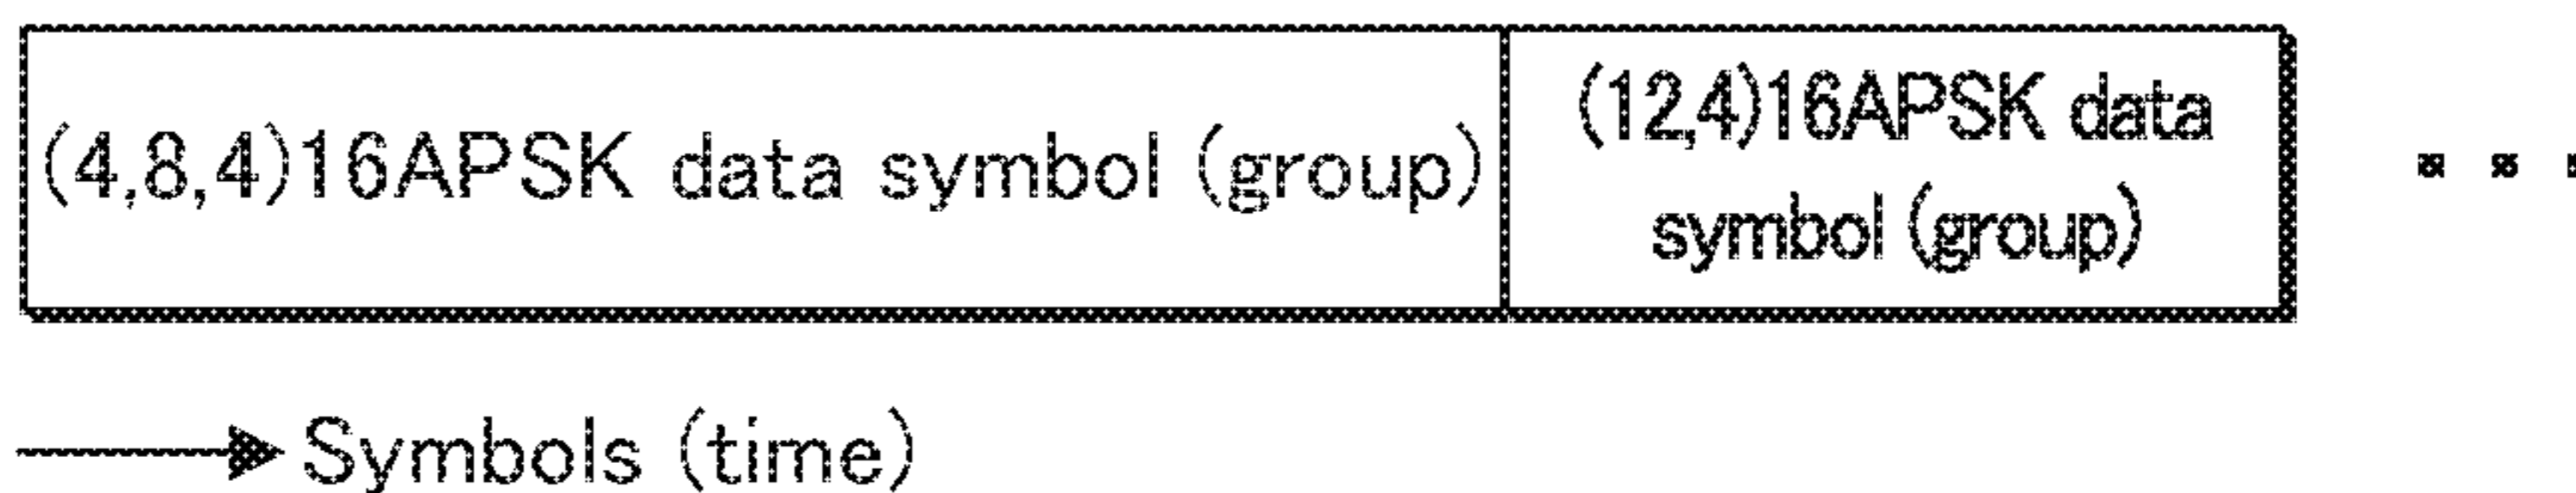 (4,8,4)16APSK data symbol (group)
(12,4)16APSK data
symbol (group)
Symbols (time)